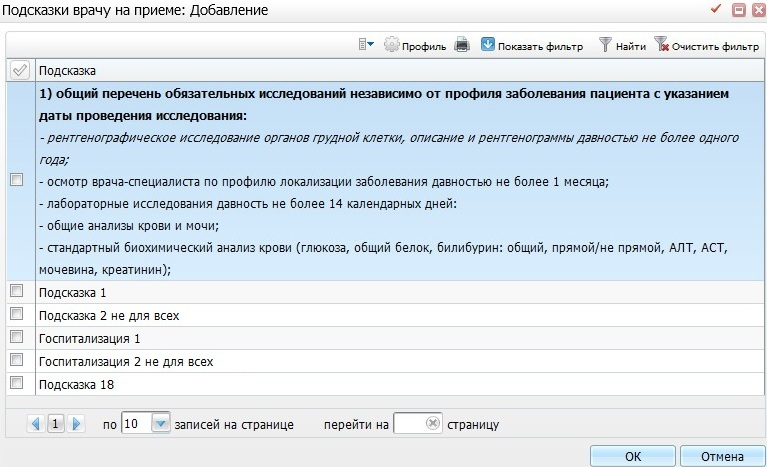 Подсказки врачу на приеме: Добавление
Профиль Показать фильтр Найти Очистить фильтр
Подсказка
1) общий перечень обязательных исследований независимо от профиля заболевания пациента с указанием
даты проведения исследования:
- рентгенографическое исследование органов грудной клетки, описание и рентгенограммы давностью не более одного
года;
- осмотр врача-специалиста по профилю локализации заболевания давностью не более 1 месяца;
- лабораторные исследования давность не более 14 календарных дней:
- общие анализы крови и мочи;
- стандартный биохимический анализ крови (глюкоза, общий белок, билибурин: общий, прямой/не прямой, АЛТ, АСТ,
мочевина, креатинин);
Подсказка 1
Подсказка 2 не для всех
Госпитализация 1
Госпитализация 2 не для всех
Подсказка 18
1 по 10 записей на странице перейти на страницу
ОК Отмена